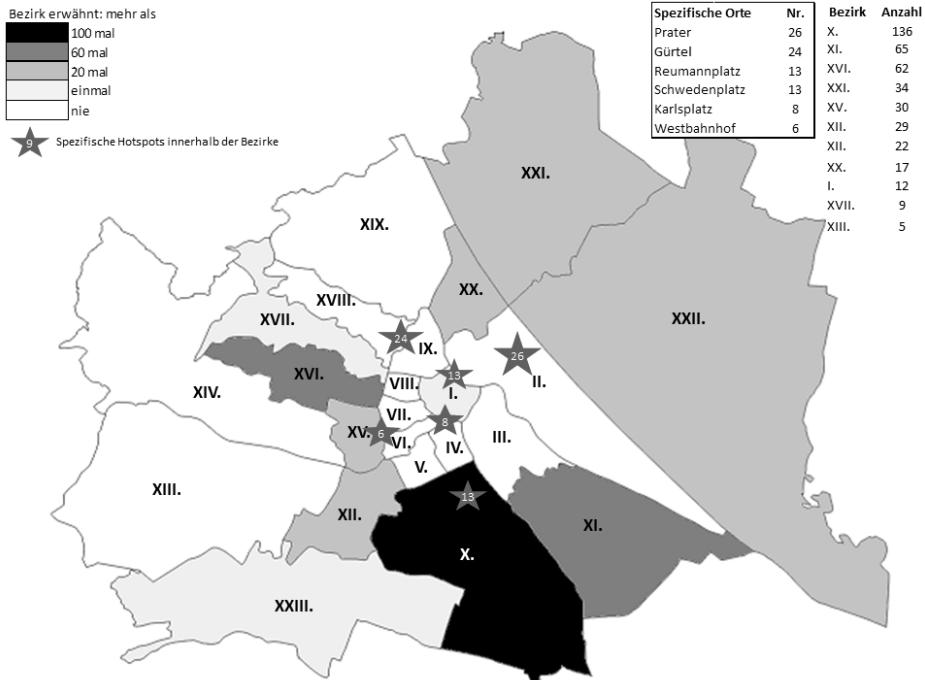 Bezirk erwähnt: mehr als
100 mal
60 mal
20 mal
einmal
nie
9 Spezifische Hotspots innerhalb der Bezirke
Spezifische Orte Nr.
Prater 26
Gürtel 24
Reumannplatz 13
Schwedenplatz 13
Karlsplatz 8
Westbahnhof 6
Bezirk Anzahl
X. 136
XI. 65
XVI. 62
XXI. 34
XV. 30
XII. 29
XII. 22
XX. 17
I. 12
XVII. 9
XIII. 5
XXI.
XIX.
XX.
XVIII.
XVII.
XXII.
24
IX.
26
II.
XVI.
13
VIII.
I.
XIV.
VII.
8
XV.
6
VI.
IV.
III.
V.
XIII.
13
XII.
XI.
X.
XXIII.